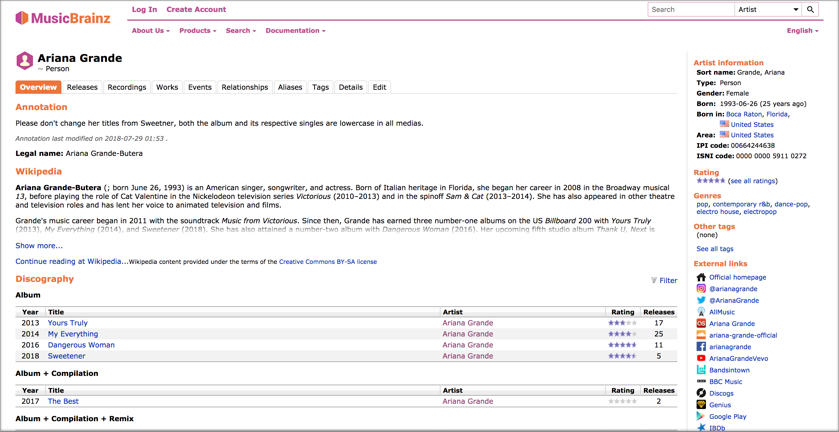 MusicBrainz
Log In Create Account
Search Artist
About Us Products Search Documentation English
Ariana Grande
~ Person
Overview Releases Recordings Works Events Relationships Aliases Tags Details Edit
Annotation
Please don't change her titles from Sweetner, both the album and its respective singles are lowercase in all medias.
Annotation last modified on 2018-07-29 01:53 .
Legal name: Ariana Grande-Butera
Wikipedia
Ariana Grande-Butera (; born June 26, 1993) is an American singer, songwriter, and actress. Born of Italian heritage in Florida, she began her career in 2008 in the Broadway musical
13, before playing the role of Cat Valentine in the Nickelodeon television series Victorious (2010–2013) and in the spinoff Sam & Cat (2013–2014). She has also appeared in other theatre
and television roles and has lent her voice to animated television and films.
Grande's music career began in 2011 with the soundtrack Music from Victorious. Since then, Grande has earned three number-one albums on the US Billboard 200 with Yours Truly
(2013), My Everything (2014), and Sweetener (2018). She has also attained a number-two album with Dangerous Woman (2016). Her upcoming fifth studio album Thank U, Next is
Show more...
Continue reading at Wikipedia... Wikipedia content provided under the terms of the Creative Commons BY-SA license
Discography
Filter
Album
Year Title Artist Rating Releases
2013 Yours Truly Ariana Grande 17
2014 My Everything Ariana Grande 25
2016 Dangerous Woman Ariana Grande 11
2018 Sweetener Ariana Grande 5
Album + Compilation
Year Title Artist Rating Releases
2017 The Best Ariana Grande 2
Album + Compilation + Remix
Artist information
Sort name: Grande, Ariana
Type: Person
Gender: Female
Born: 1993-06-26 (25 years ago)
Born in: Boca Raton, Florida,
United States
Area: United States
IPI code: 00664244638
ISNI code: 0000 0000 5911 0272
Rating
(see all ratings)
Genres
pop, contemporary r&b, dance-pop,
electro house, electropop
Other tags
(none)
See all tags
External links
Official homepage
@arianagrande
@ArianaGrande
AllMusic
Ariana Grande
ariana-grande-official
arianagrande
ArianaGrandeVevo
Bandsintown
BBC Music
Discogs
Genius
Google Play
IBDb